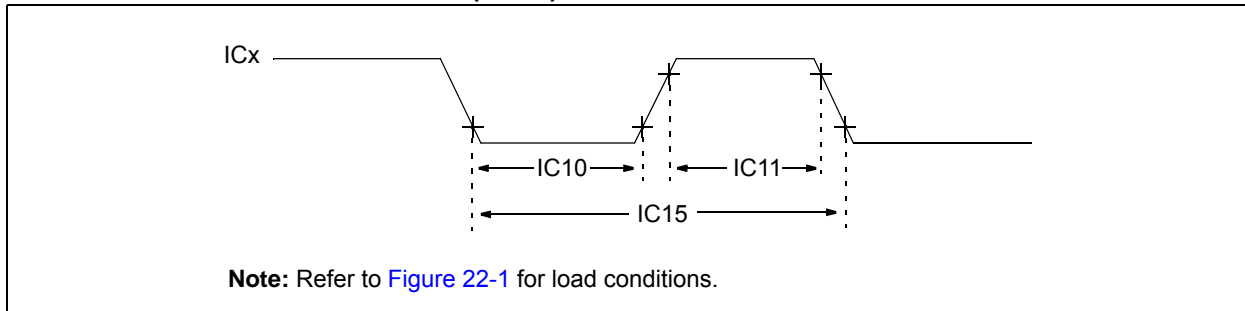 ICx
IC10
IC11
IC15
Note: Refer to Figure 22-1 for load conditions.